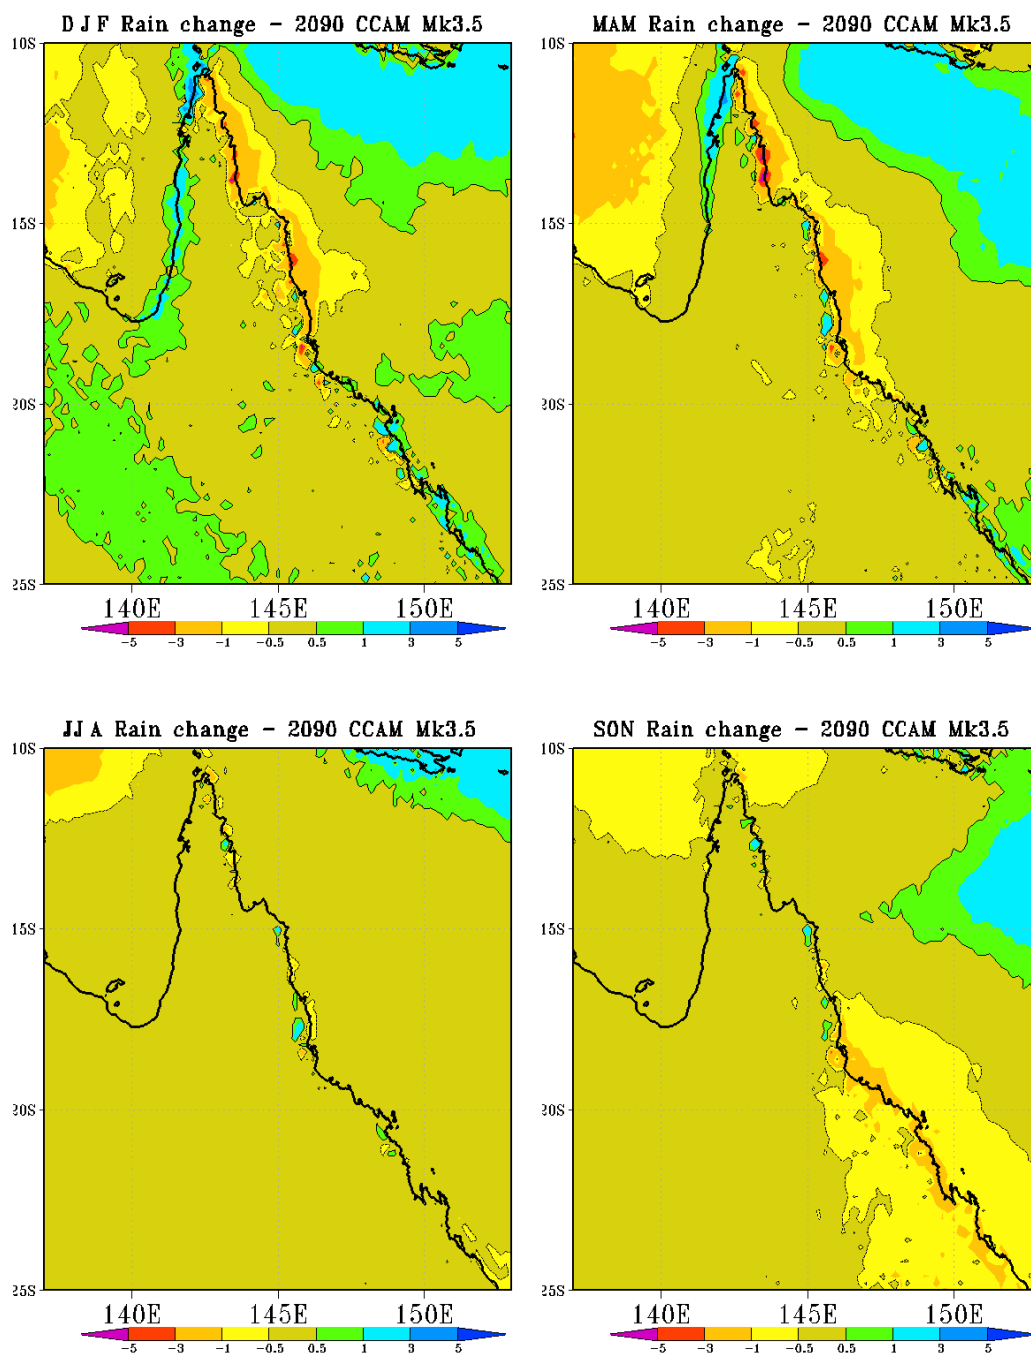 DJF Rain change - 2090 CCAM Mk3.5
MAM Rain change - 2090 CCAM Mk3.5
10S
15S
20S
25S
140E 145E 150E
-5 -3 -1 -0.5 0.5 1 3 5
10S
15S
20S
25S
140E 145E 150E
-5 -3 -1 -0.5 0.5 1 3 5
JJA Rain change - 2090 CCAM Mk3.5
SON Rain change - 2090 CCAM Mk3.5
10S
15S
20S
25S
140E 145E 150E
-5 -3 -1 -0.5 0.5 1 3 5
10S
15S
20S
25S
140E 145E 150E
-5 -3 -1 -0.5 0.5 1 3 5